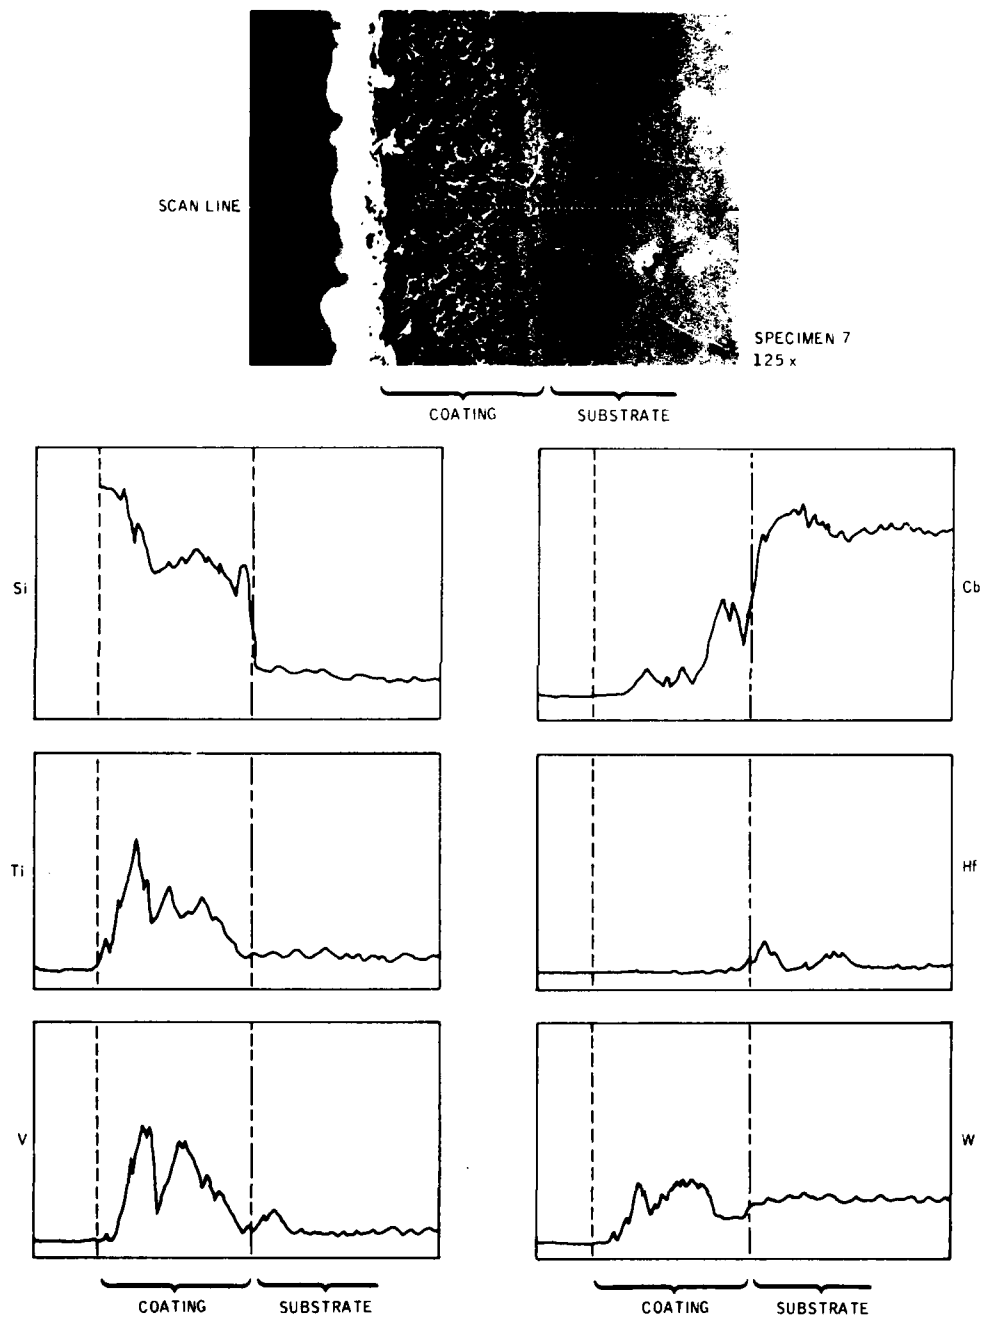 SCAN LINE
SPECIMEN 7
125 x
COATING
SUBSTRATE
Si
Cb
Ti
Hf
V
W
COATING
SUBSTRATE
COATING
SUBSTRATE